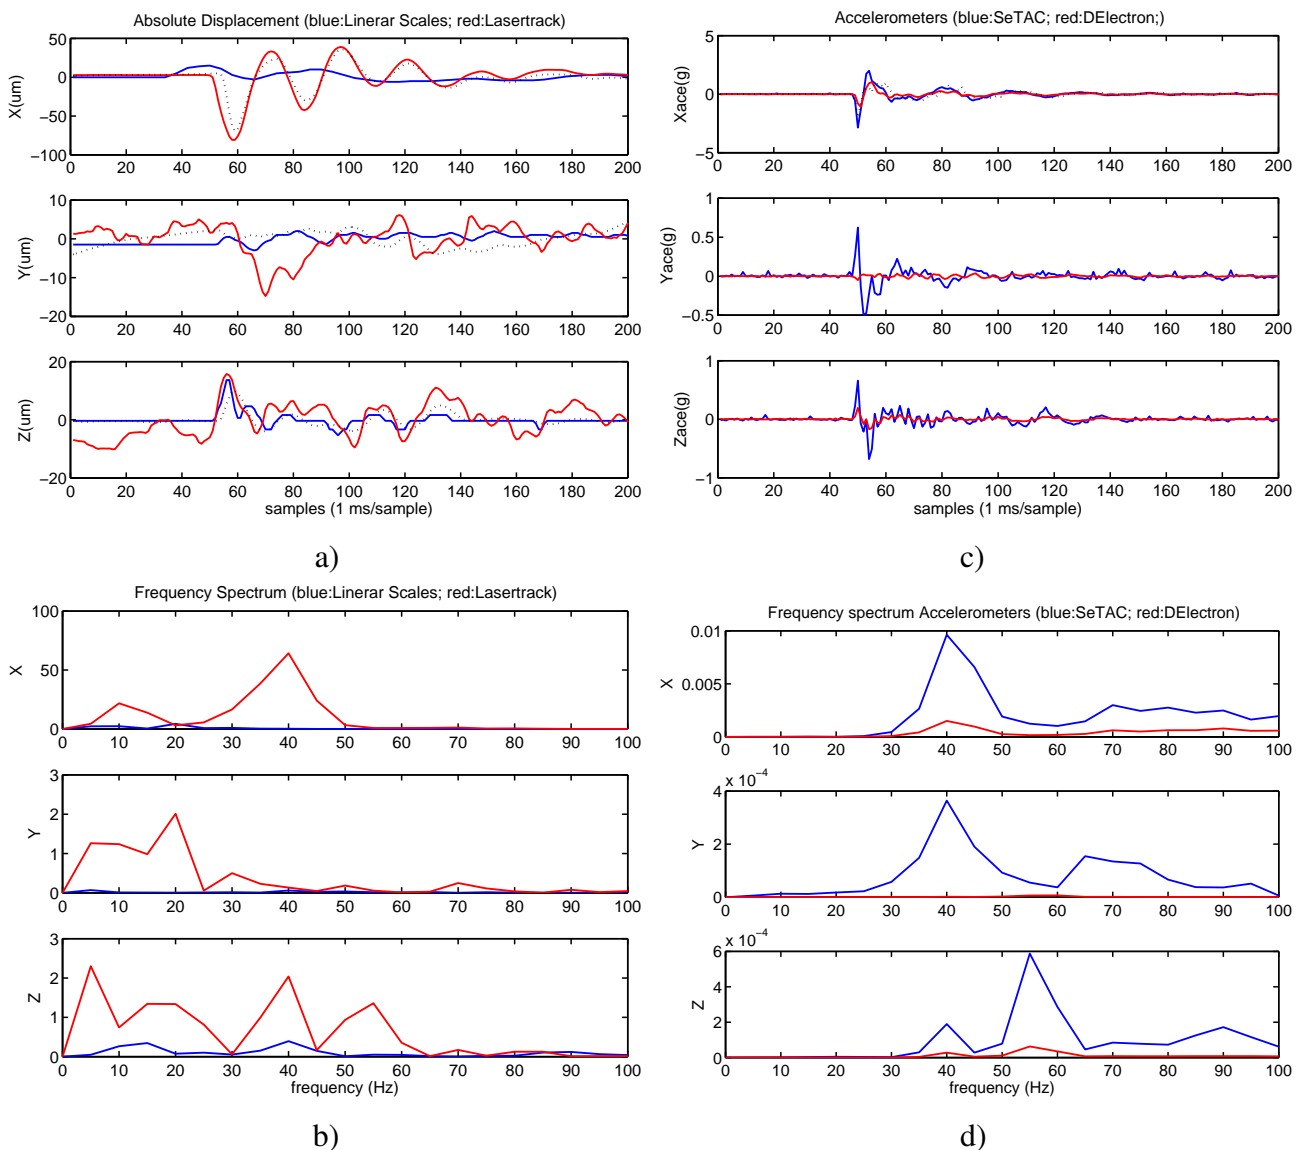 Absolute Displacement (blue:Linerar Scales; red:Lasertrack)
50
0
−100
X(um)
0 20 40 60 80 100 120 140 160 180 200
10
0
−10
−20
Y(um)
0 20 40 60 80 100 120 140 160 180 200
20
0
−20
Z(um)
0 20 40 60 80 100 120 140 160 180 200
samples (1 ms/sample)
a)
Frequency Spectrum (blue:Linerar Scales; red:Lasertrack)
100
50
0
X
0 10 20 30 40 50 60 70 80 90 100
3
2
1
0
Y
0 10 20 30 40 50 60 70 80 90 100
3
2
1
0
Z
0 10 20 30 40 50 60 70 80 90 100
frequency (Hz)
b)
Accelerometers (blue:SeTAC; red:DElectron;)
5
0
−5
Xace(g)
0 20 40 60 80 100 120 140 160 180 200
1
0.5
0
−0.5
Yace(g)
0 20 40 60 80 100 120 140 160 180 200
1
0
−1
Zace(g)
0 20 40 60 80 100 120 140 160 180 200
samples (1 ms/sample)
c)
Frequency spectrum Accelerometers (blue:SeTAC; red:DElectron)
0.01
0.005
0
X
0 10 20 30 40 50 60 70 80 90 100
x 10⁻⁴
4
2
0
Y
0 10 20 30 40 50 60 70 80 90 100
x 10⁻⁴
6
4
2
0
Z
0 10 20 30 40 50 60 70 80 90 100
frequency (Hz)
d)